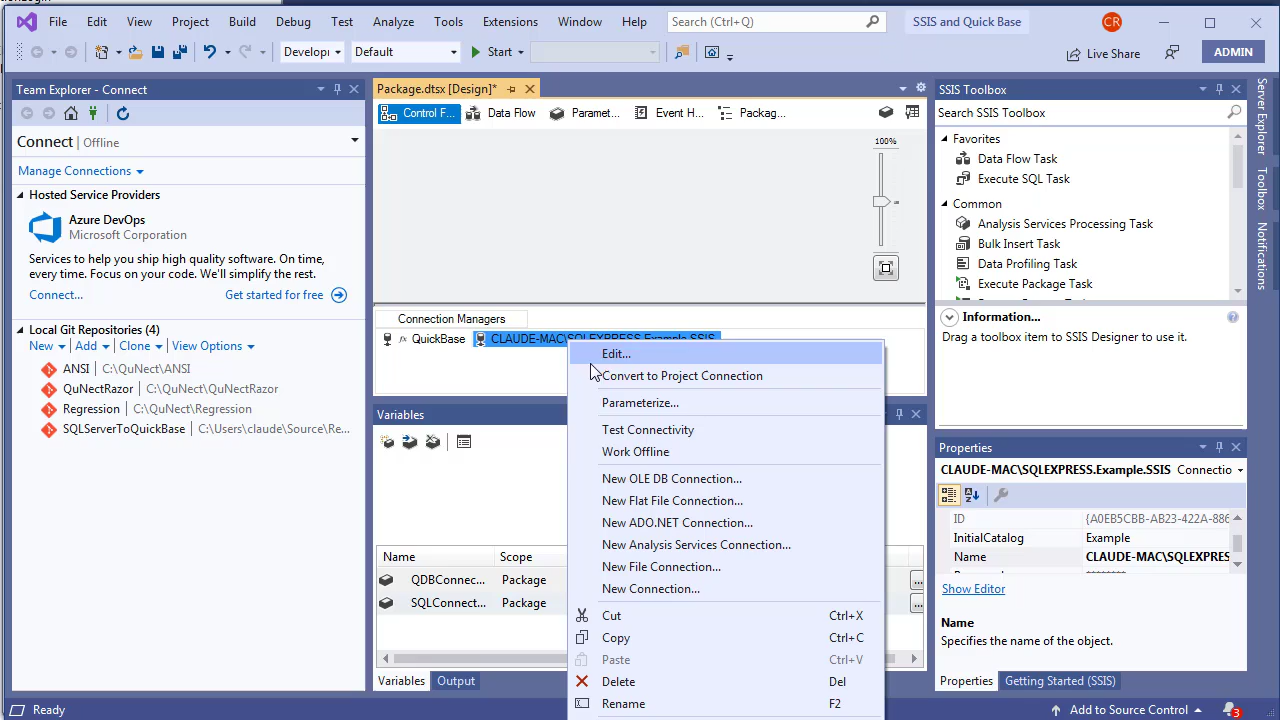 File Edit View Project Build Debug Test Analyze Tools Extensions Window Help Search (Ctrl+Q) SSIS and Quick Base CR
Develop Default Start Live Share ADMIN
Team Explorer - Connect
Connect | Offline
Manage Connections
Hosted Service Providers
Azure DevOps
Microsoft Corporation
Services to help you ship high quality software. On time,
every time. Focus on your code. We'll simplify the rest.
Connect... Get started for free
Local Git Repositories (4)
New Add Clone View Options
ANSI | C:\QuNect\ANSI
QuNectRazor | C:\QuNect\QuNectRazor
Regression | C:\QuNect\Regression
SQLServerToQuickBase | C:\Users\claude\Source\Re...
Package.dtsx [Design]*
Control F... Data Flow Paramet... Event H... Packag...
100%
Connection Managers
fx QuickBase CLAUDE-MAC\SQLEXPRESS.Example.SSIS
Variables
Name Scope
QDBConnec... Package ...
SQLConnect... Package ...
Variables Output
Edit...
Convert to Project Connection
Parameterize...
Test Connectivity
Work Offline
New OLE DB Connection...
New Flat File Connection...
New ADO.NET Connection...
New Analysis Services Connection...
New File Connection...
New Connection...
Cut Ctrl+X
Copy Ctrl+C
Paste Ctrl+V
Delete Del
Rename F2
SSIS Toolbox
Search SSIS Toolbox
Favorites
Data Flow Task
Execute SQL Task
Common
Analysis Services Processing Task
Bulk Insert Task
Data Profiling Task
Execute Package Task
Information...
Drag a toolbox item to SSIS Designer to use it.
Properties
CLAUDE-MAC\SQLEXPRESS.Example.SSIS Connectio
ID {A0EB5CBB-AB23-422A-886
InitialCatalog Example
Name CLAUDE-MAC\SQLEXPRES
********
Show Editor
Name
Specifies the name of the object.
Properties Getting Started (SSIS)
Server Explorer
Toolbox
Notifications
Ready Add to Source Control 3